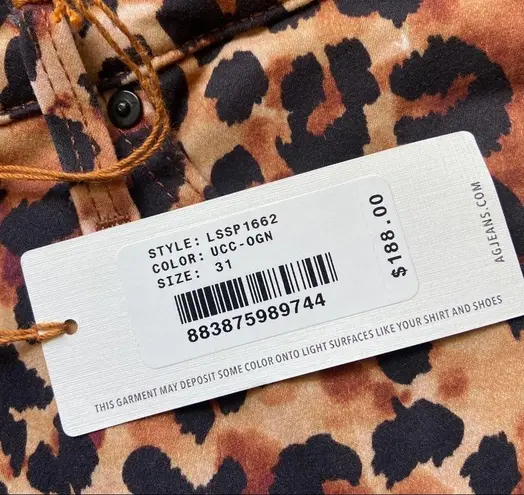 STYLE: LSSP1662
COLOR: UCC-OGN
SIZE: 31
883875989744
$188.00
AGJEANS.COM
THIS GARMENT MAY DEPOSIT SOME COLOR ONTO LIGHT SURFACES LIKE YOUR SHIRT AND SHOES